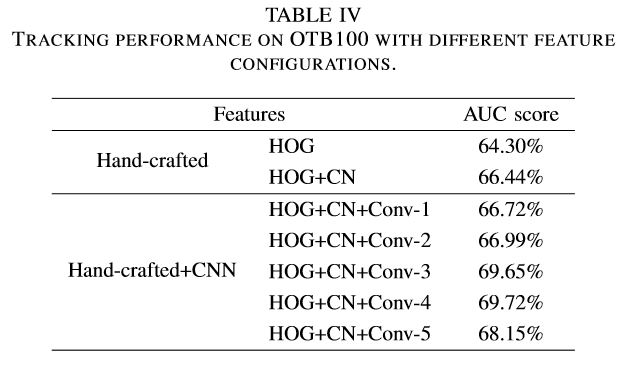 TABLE IV
TRACKING PERFORMANCE ON OTB100 WITH DIFFERENT FEATURE
CONFIGURATIONS.
Features AUC score
Hand-crafted HOG 64.30%
HOG+CN 66.44%
Hand-crafted+CNN HOG+CN+Conv-1 66.72%
HOG+CN+Conv-2 66.99%
HOG+CN+Conv-3 69.65%
HOG+CN+Conv-4 69.72%
HOG+CN+Conv-5 68.15%